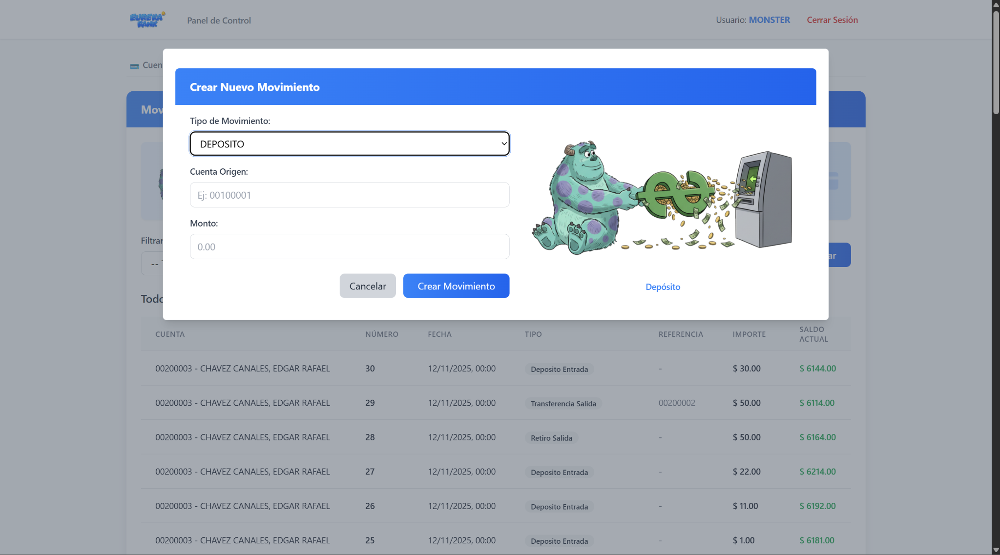 EUREKA
BANK
Panel de Control
Usuario: MONSTER
Cerrar Sesión
Crear Nuevo Movimiento
Tipo de Movimiento:
DEPOSITO
Cuenta Origen:
Ej: 00100001
Monto:
0.00
Cancelar
Crear Movimiento
Depósito
CUENTA NÚMERO FECHA TIPO REFERENCIA IMPORTE SALDO ACTUAL
00200003 - CHAVEZ CANALES, EDGAR RAFAEL 30 12/11/2025, 00:00 Deposito Entrada - $ 30.00 $ 6144.00
00200003 - CHAVEZ CANALES, EDGAR RAFAEL 29 12/11/2025, 00:00 Transferencia Salida 00200002 $ 50.00 $ 6114.00
00200003 - CHAVEZ CANALES, EDGAR RAFAEL 28 12/11/2025, 00:00 Retiro Salida - $ 50.00 $ 6164.00
00200003 - CHAVEZ CANALES, EDGAR RAFAEL 27 12/11/2025, 00:00 Deposito Entrada - $ 22.00 $ 6214.00
00200003 - CHAVEZ CANALES, EDGAR RAFAEL 26 12/11/2025, 00:00 Deposito Entrada - $ 11.00 $ 6192.00
00200003 - CHAVEZ CANALES, EDGAR RAFAEL 25 12/11/2025, 00:00 Deposito Entrada - $ 1.00 $ 6181.00